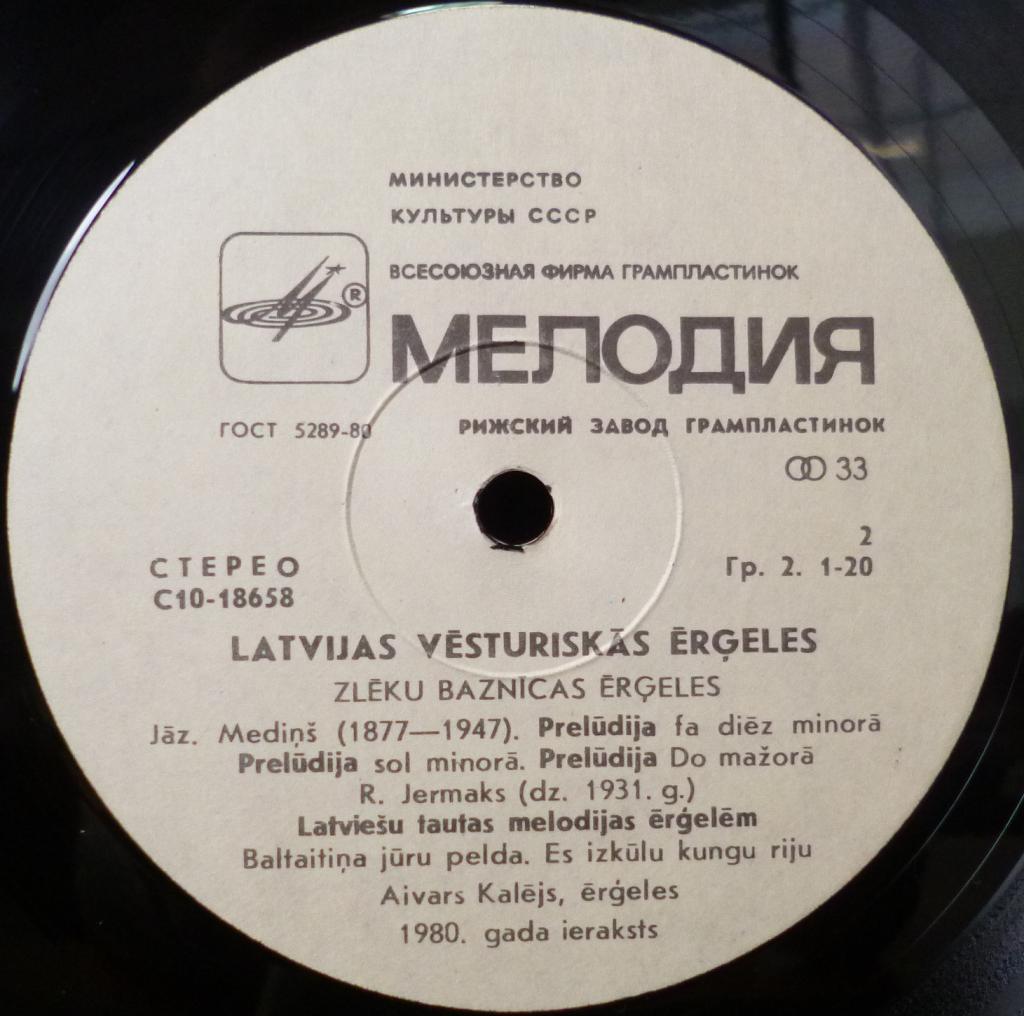 МИНИСТЕРСТВО
КУЛЬТУРЫ СССР
ВСЕСОЮЗНАЯ ФИРМА ГРАМПЛАСТИНОК
®
МЕЛОДИЯ
ГОСТ 5289-80
РИЖСКИЙ ЗАВОД ГРАМПЛАСТИНОК
33
2
СТЕРЕО
Гр. 2. 1-20
С10-18658
LATVIJAS VĒSTURISKĀS ĒRĢELES
ZLĒKU BAZNĪCAS ĒRĢELES
Jāz. Mediņš (1877—1947). Prelūdija fa diēz minorā
Prelūdija sol minorā. Prelūdija Do mažorā
R. Jermaks (dz. 1931. g.)
Latviešu tautas melodijas ērģelēm
Baltaitiņa jūru pelda. Es izkūlu kungu riju
Aivars Kalējs, ērģeles
1980. gada ieraksts